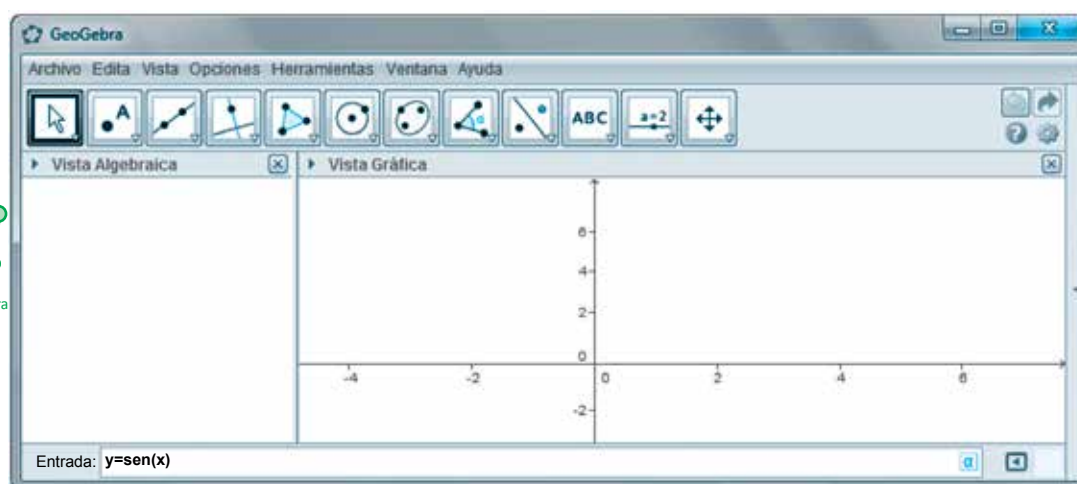 GeoGebra
Archivo Edita Vista Opciones Herramientas Ventana Ayuda
A
α
ABC
a=2
Vista Algebraica
Vista Gráfica
6
4
2
0
-4 -2 0 2 4 6
-2
Entrada: y=sen(x)
α